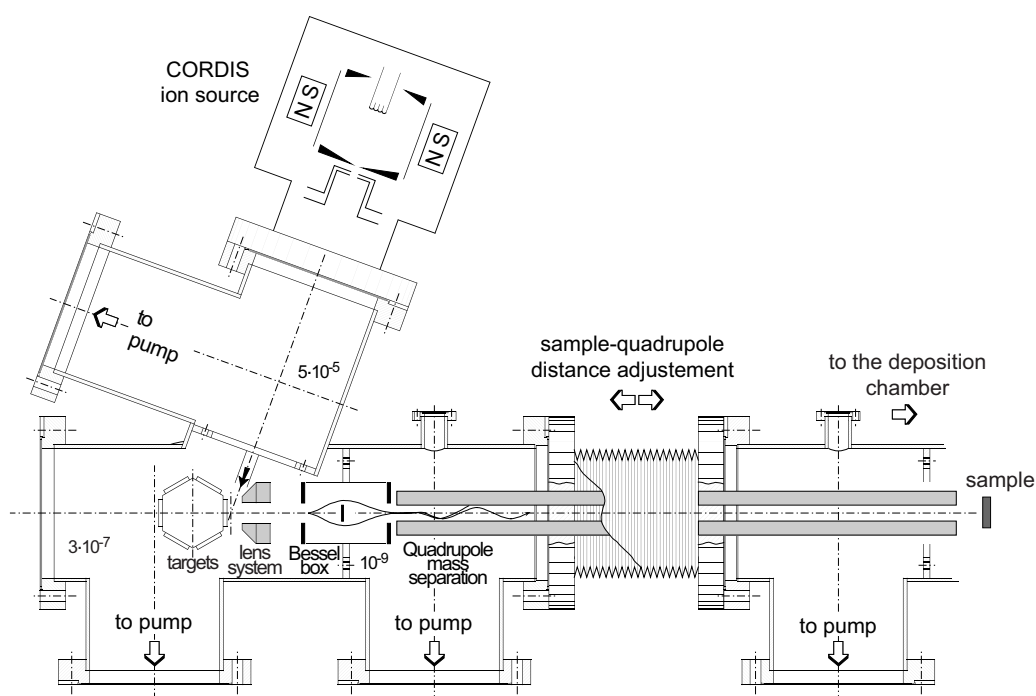 CORDIS
ion source
S N
S N
to
pump
5·10-5
sample-quadrupole
distance adjustement
to the deposition
chamber
sample
3·10-7
targets
lens
system
Bessel
box
10-9
Quadrupole
mass
separation
to pump
to pump
to pump